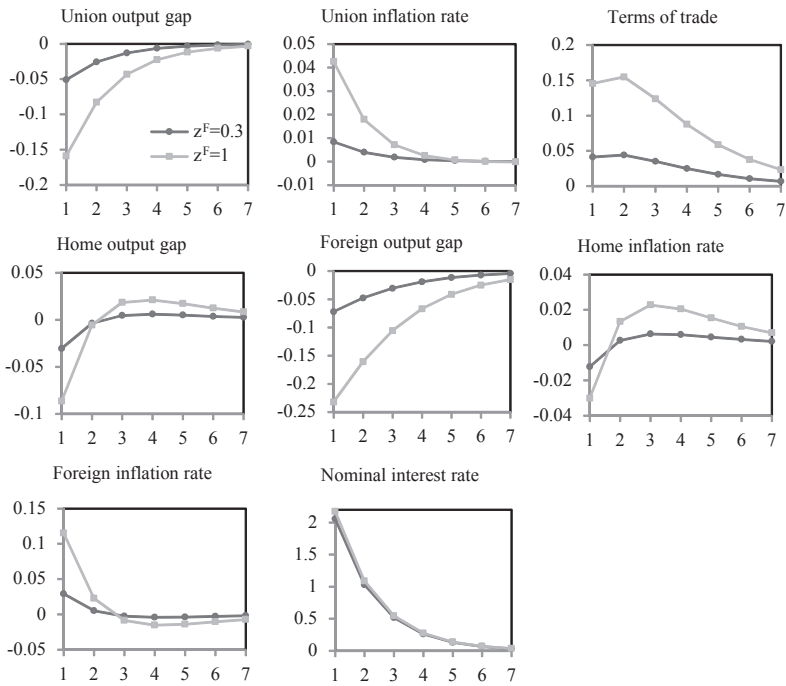 Union output gap
0
-0.05
-0.1
-0.15
-0.2
1 2 3 4 5 6 7
zF=0.3
zF=1
Union inflation rate
0.05
0.04
0.03
0.02
0.01
0
-0.01
1 2 3 4 5 6 7
Terms of trade
0.2
0.15
0.1
0.05
0
1 2 3 4 5 6 7
Home output gap
0.05
0
-0.05
-0.1
1 2 3 4 5 6 7
Foreign output gap
0
-0.05
-0.1
-0.15
-0.2
-0.25
1 2 3 4 5 6 7
Home inflation rate
0.04
0.02
0
-0.02
-0.04
1 2 3 4 5 6 7
Foreign inflation rate
0.15
0.1
0.05
0
-0.05
1 2 3 4 5 6 7
Nominal interest rate
2
1.5
1
0.5
0
1 2 3 4 5 6 7